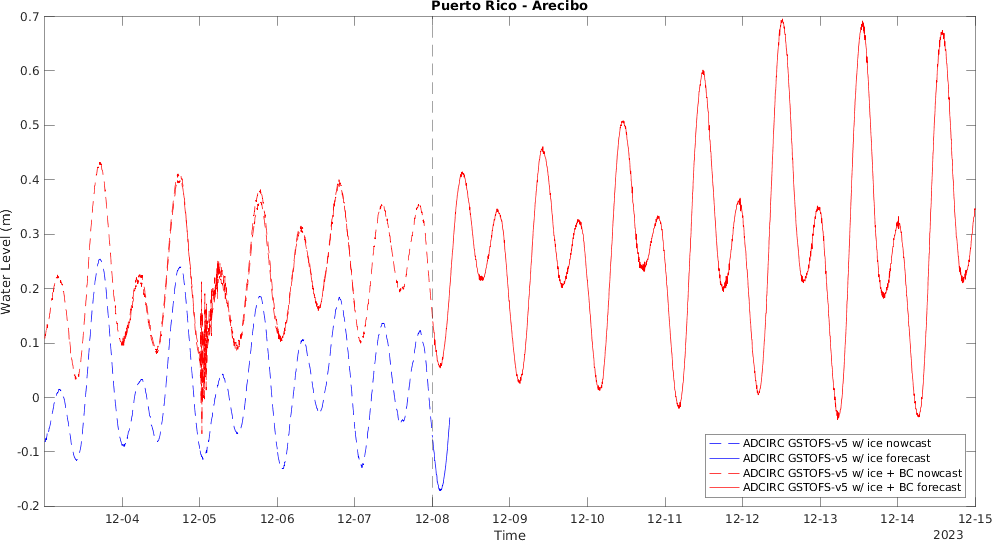 Puerto Rico - Arecibo
0.7
0.6
0.5
0.4
0.3
0.2
0.1
0
-0.1
-0.2
Water Level (m)
12-04 12-05 12-06 12-07 12-08 12-09 12-10 12-11 12-12 12-13 12-14 12-15
Time
2023
ADCIRC GSTOFS-v5 w/ ice nowcast
ADCIRC GSTOFS-v5 w/ ice forecast
ADCIRC GSTOFS-v5 w/ ice + BC nowcast
ADCIRC GSTOFS-v5 w/ ice + BC forecast